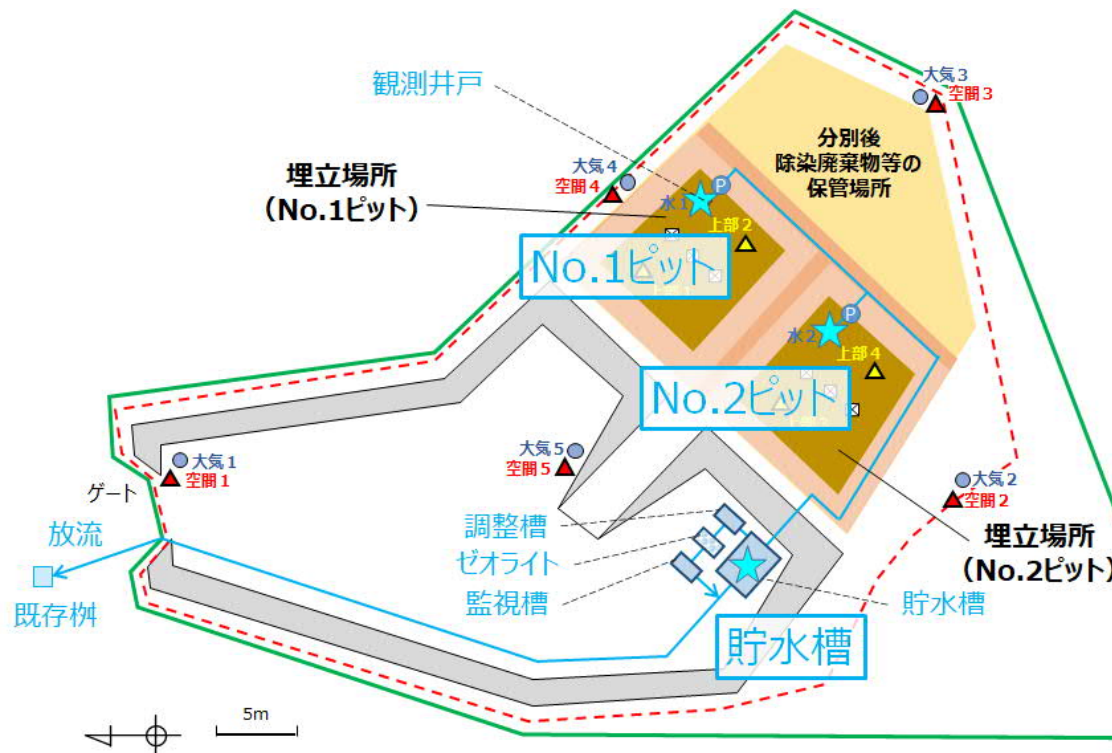 大気3
空間3
観測井戸
分別後
除染廃棄物等の
保管場所
大気4
空間4
埋立場所
（No.1ピット）
P
水1
上部2
No.1ピット
P
水2
上部4
No.2ピット
大気1
空間1
大気5
空間5
大気2
空間2
ゲート
放流
既存桝
調整槽
ゼオライト
監視槽
埋立場所
（No.2ピット）
貯水槽
貯水槽
5m